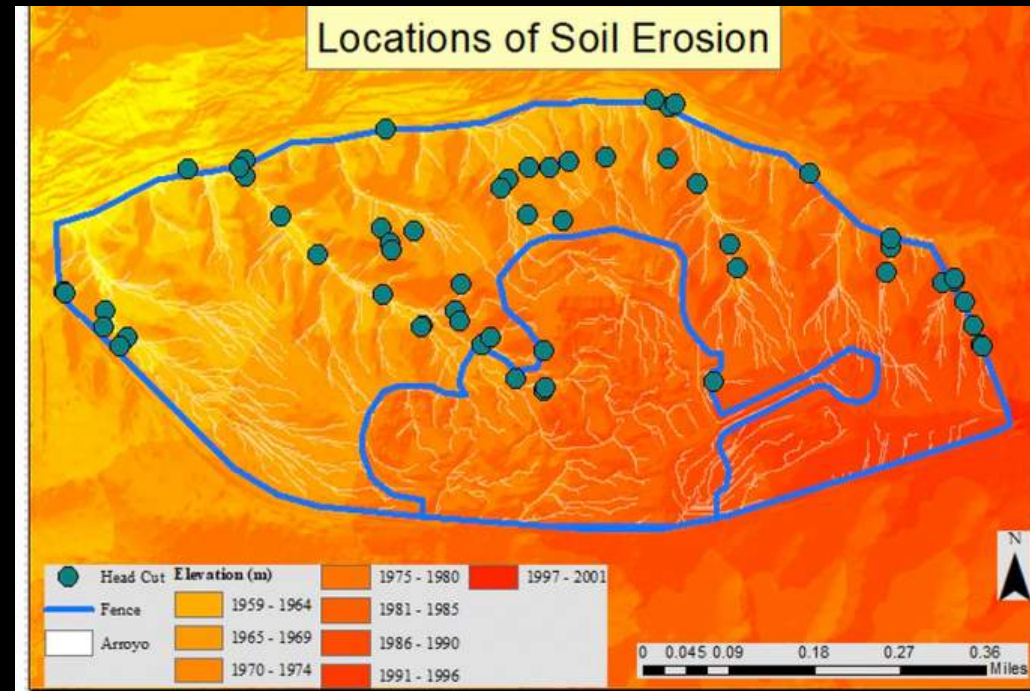 Locations of Soil Erosion
Head Cut
Fence
Arroyo
Elevation (m)
1959 - 1964
1965 - 1969
1970 - 1974
1975 - 1980
1981 - 1985
1986 - 1990
1991 - 1996
1997 - 2001
N
0 0.045 0.09 0.18 0.27 0.36
Miles